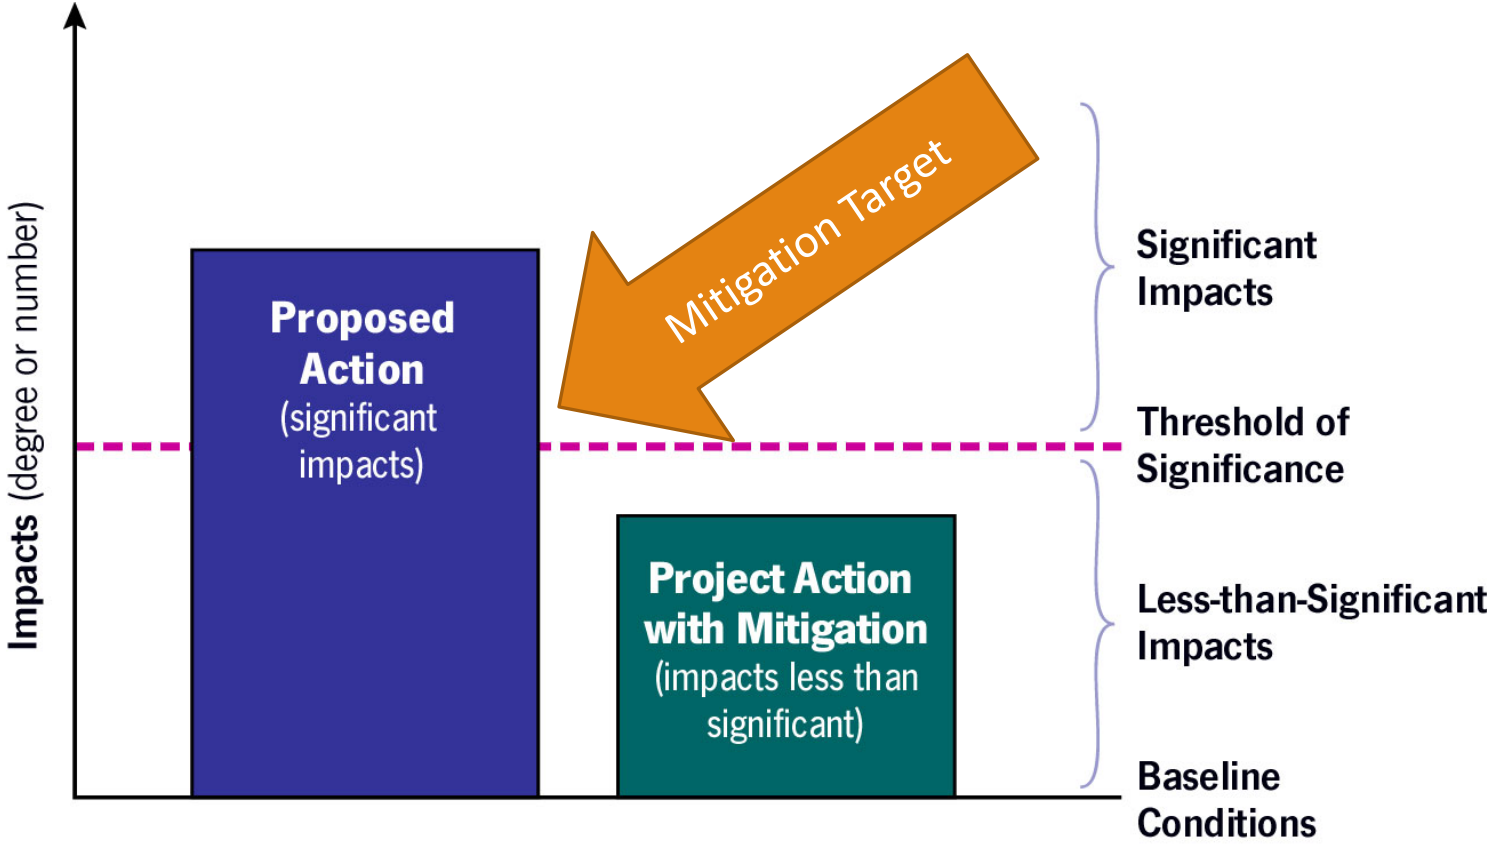 Impacts (degree or number)
Proposed
Action
(significant
impacts)
Mitigation Target
Project Action
with Mitigation
(impacts less than
significant)
Significant
Impacts
Threshold of
Significance
Less-than-Significant
Impacts
Baseline
Conditions